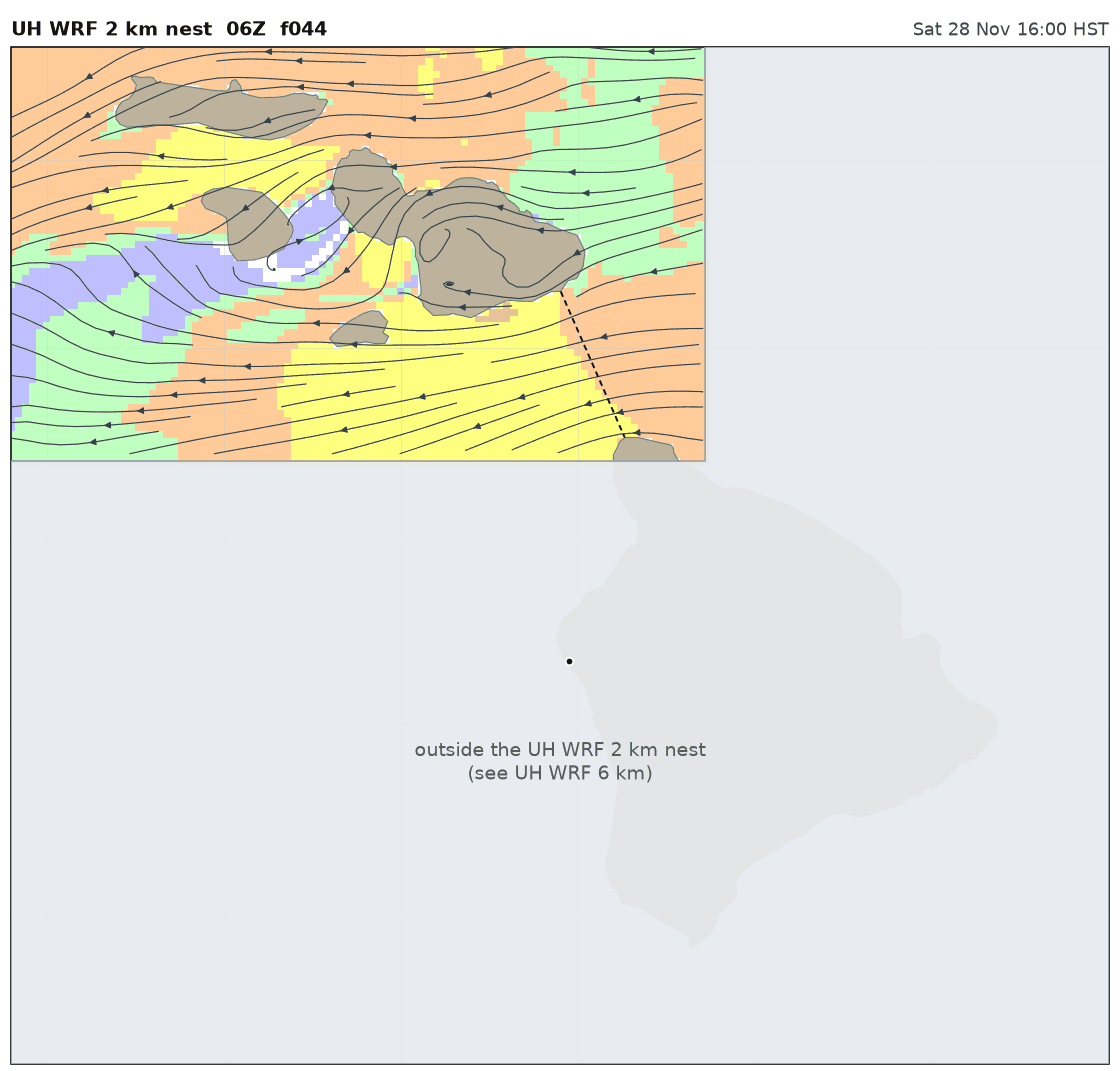 UH WRF 2 km nest  06Z  f044
Sat 28 Nov 16:00 HST
outside the UH WRF 2 km nest
(see UH WRF 6 km)